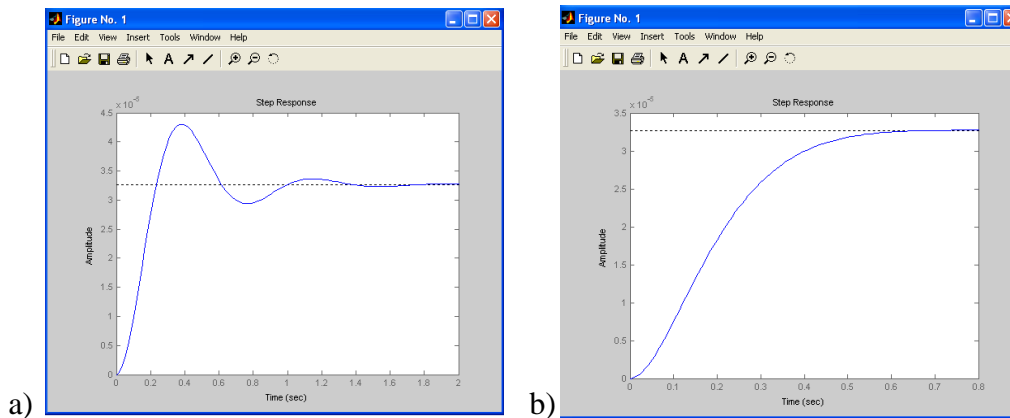 Figure No. 1
File Edit View Insert Tools Window Help
A
x 10^-5
Step Response
Amplitude
4.5
4
3.5
3
2.5
2
1.5
1
0.5
0
0 0.2 0.4 0.6 0.8 1 1.2 1.4 1.6 1.8 2
Time (sec)
a)
Figure No. 1
File Edit View Insert Tools Window Help
A
x 10^-5
Step Response
Amplitude
3.5
3
2.5
2
1.5
1
0.5
0
0 0.1 0.2 0.3 0.4 0.5 0.6 0.7 0.8
Time (sec)
b)